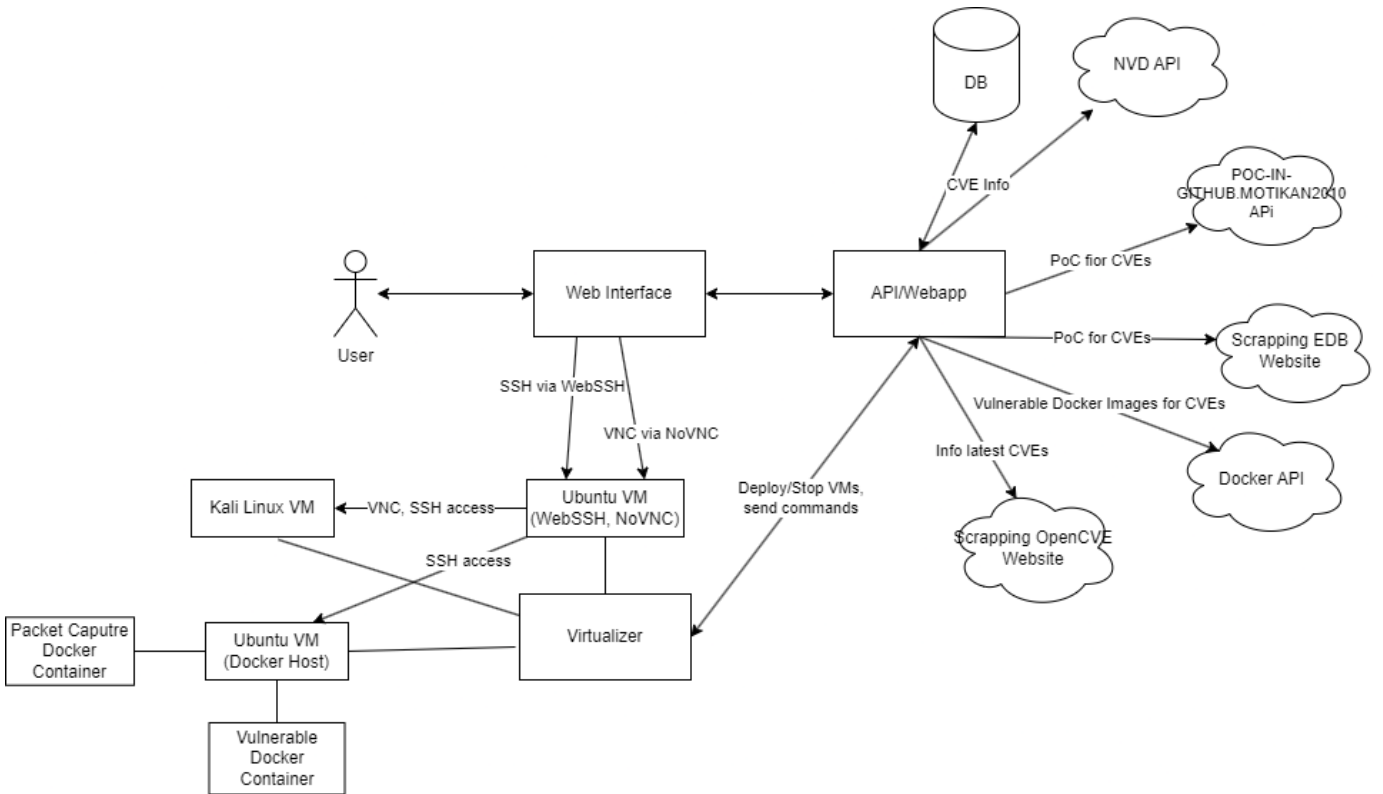 DB
NVD API
CVE Info
POC-IN-
GITHUB.MOTIKAN2010
APi
PoC fior CVEs
User
Web Interface
API/Webapp
PoC for CVEs
Scrapping EDB
Website
SSH via WebSSH
VNC via NoVNC
Vulnerable Docker Images for CVEs
Docker API
Info latest CVEs
Scrapping OpenCVE
Website
Deploy/Stop VMs,
send commands
Kali Linux VM
VNC, SSH access
Ubuntu VM
(WebSSH, NoVNC)
SSH access
Virtualizer
Packet Caputre
Docker
Container
Ubuntu VM
(Docker Host)
Vulnerable
Docker
Container